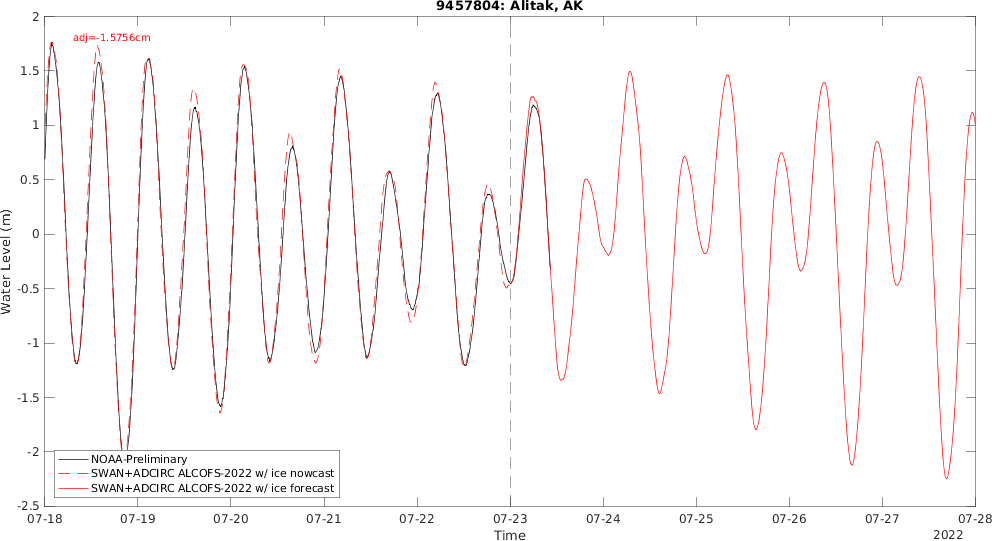 9457804: Alitak, AK
adj=-1.5756cm
2
1.5
1
0.5
0
-0.5
-1
-1.5
-2
-2.5
Water Level (m)
NOAA-Preliminary
SWAN+ADCIRC ALCOFS-2022 w/ ice nowcast
SWAN+ADCIRC ALCOFS-2022 w/ ice forecast
07-18 07-19 07-20 07-21 07-22 07-23 07-24 07-25 07-26 07-27 07-28
Time
2022